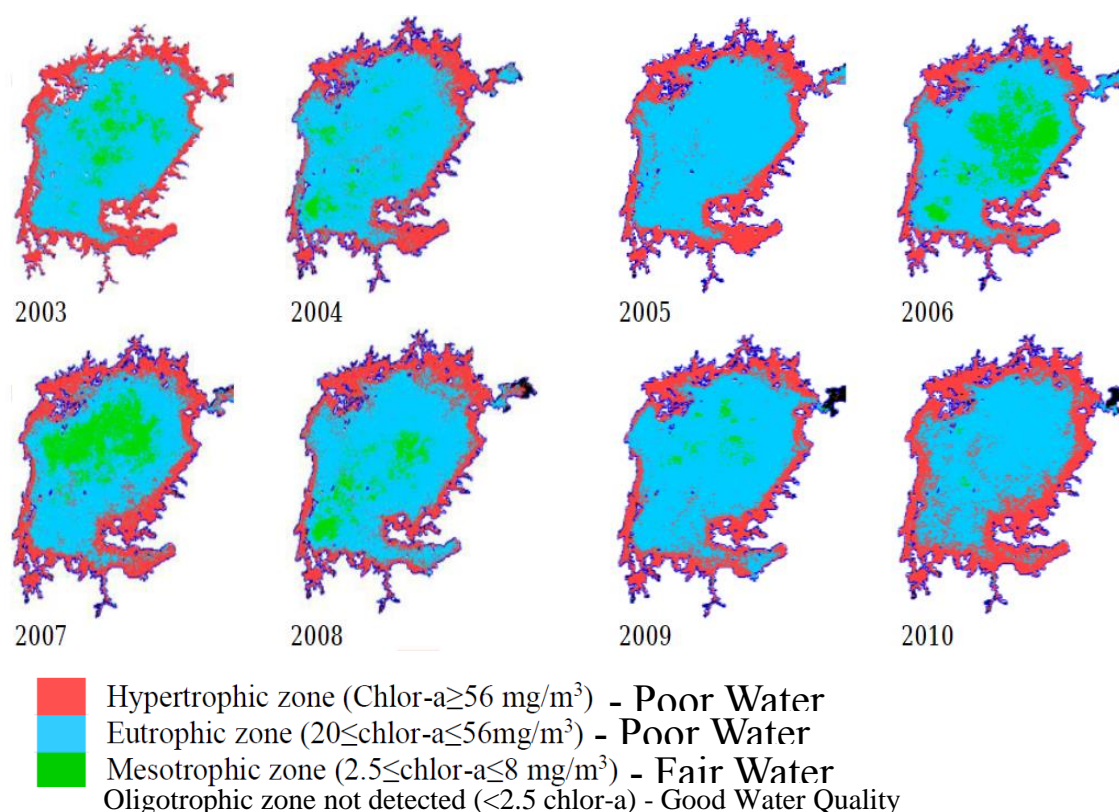 2003
2004
2005
2006
2007
2008
2009
2010
Hypertrophic zone (Chlor-a≥56 mg/m³) - Poor Water
Eutrophic zone (20≤chlor-a≤56mg/m³) - Poor Water
Mesotrophic zone (2.5≤chlor-a≤8 mg/m³) - Fair Water
Oligotrophic zone not detected (<2.5 chlor-a) - Good Water Quality